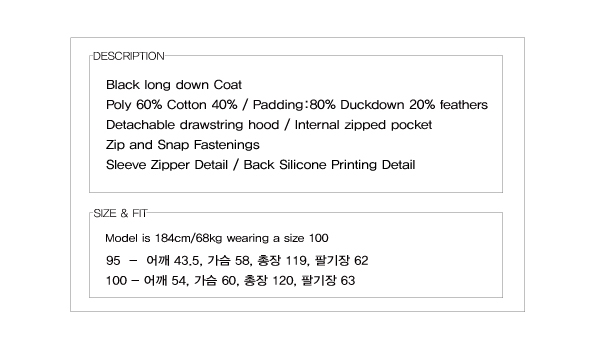 DESCRIPTION
Black long down Coat
Poly 60% Cotton 40% / Padding:80% Duckdown 20% feathers
Detachable drawstring hood / Internal zipped pocket
Zip and Snap Fastenings
Sleeve Zipper Detail / Back Silicone Printing Detail
SIZE & FIT
Model is 184cm/68kg wearing a size 100
95 - 어깨 43.5, 가슴 58, 총장 119, 팔기장 62
100 - 어깨 54, 가슴 60, 총장 120, 팔기장 63